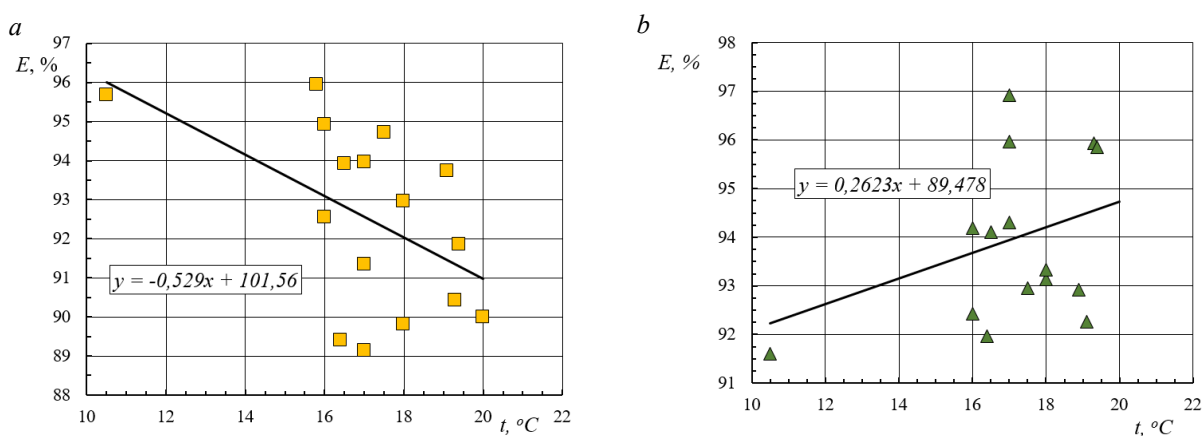 a
E, %
97
96
95
94
93
92
91
90
89
88
y = -0,529x + 101,56
10 12 14 16 18 20 22
t, °C
b
E, %
98
97
96
95
94
93
92
91
y = 0,2623x + 89,478
10 12 14 16 18 20 22
t, °C